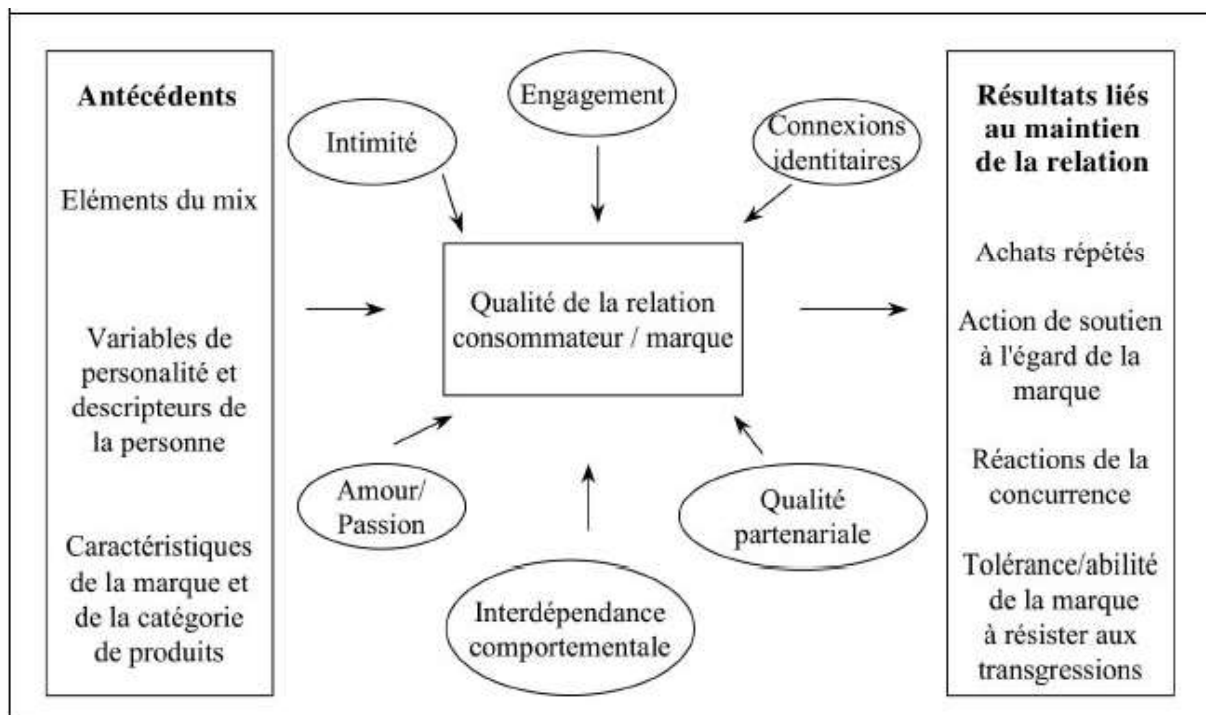 Antécédents
Eléments du mix
Variables de
personalité et
descripteurs de
la personne
Caractéristiques
de la marque et
de la catégorie
de produits
Intimité
Engagement
Connexions
identitaires
Qualité de la relation
consommateur / marque
Amour/
Passion
Interdépendance
comportementale
Qualité
partenariale
Résultats liés
au maintien
de la relation
Achats répétés
Action de soutien
à l'égard de la
marque
Réactions de la
concurrence
Tolérance/abilité
de la marque
à résister aux
transgressions